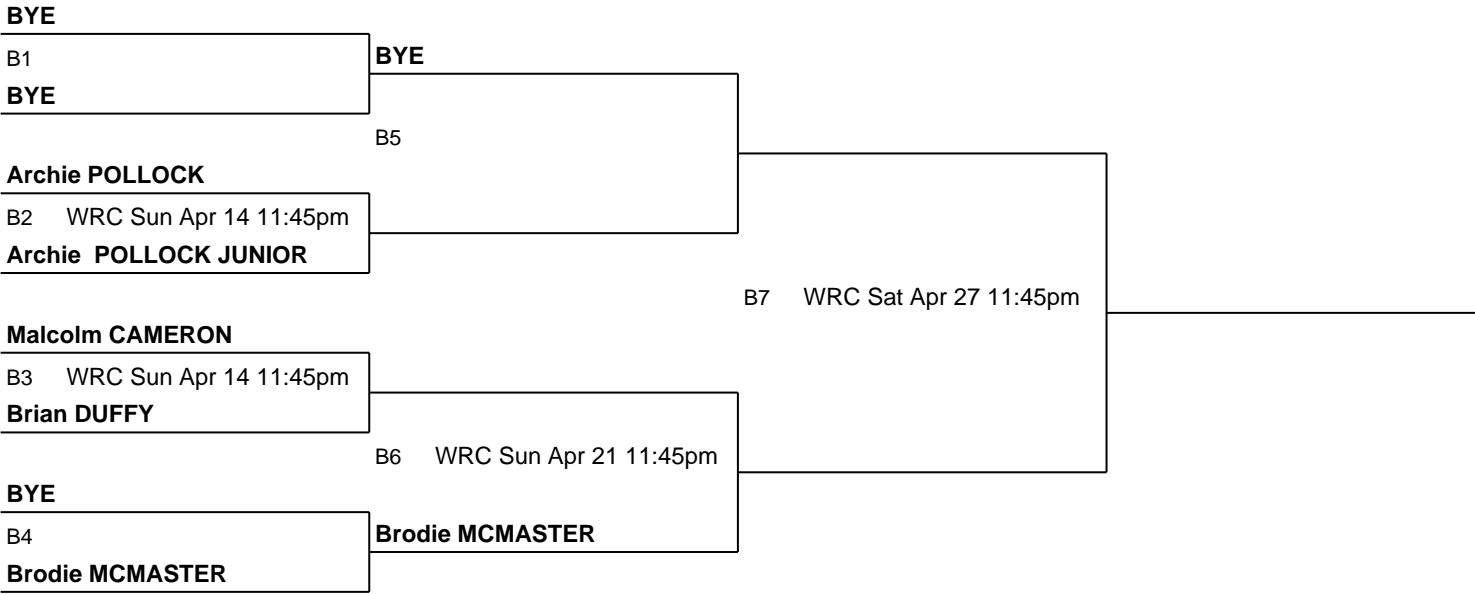 BYE
B1
BYE
BYE
B5
Archie POLLOCK
B2 WRC Sun Apr 14 11:45pm
Archie  POLLOCK JUNIOR
B7 WRC Sat Apr 27 11:45pm
Malcolm CAMERON
B3 WRC Sun Apr 14 11:45pm
Brian DUFFY
B6 WRC Sun Apr 21 11:45pm
BYE
B4
Brodie MCMASTER
Brodie MCMASTER